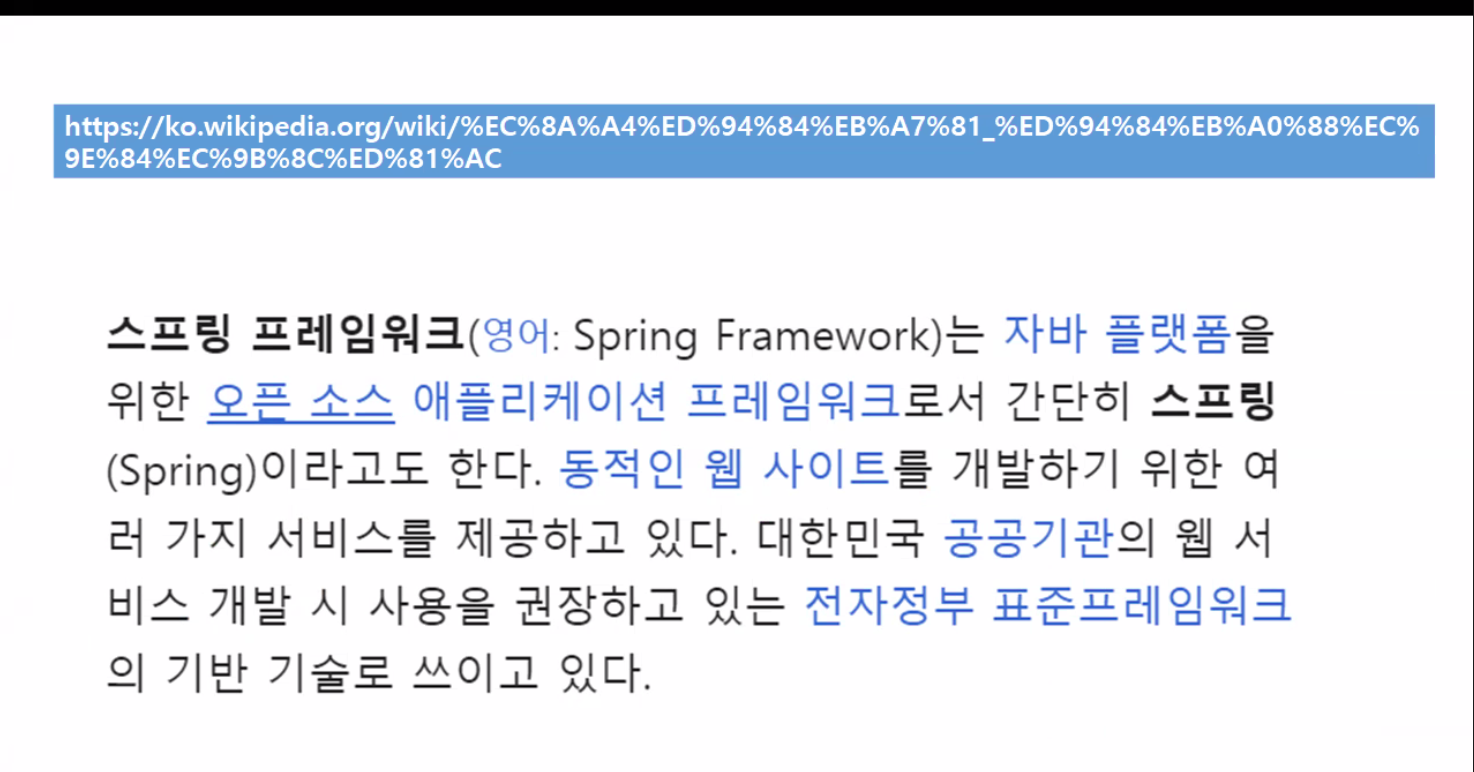 https://ko.wikipedia.org/wiki/%EC%8A%A4%ED%94%84%EB%A7%81_%ED%94%84%EB%A0%88%EC%
9E%84%EC%9B%8C%ED%81%AC
스프링 프레임워크(영어: Spring Framework)는 자바 플랫폼을
위한 오픈 소스 애플리케이션 프레임워크로서 간단히 스프링
(Spring)이라고도 한다. 동적인 웹 사이트를 개발하기 위한 여
러 가지 서비스를 제공하고 있다. 대한민국 공공기관의 웹 서
비스 개발 시 사용을 권장하고 있는 전자정부 표준프레임워크
의 기반 기술로 쓰이고 있다.